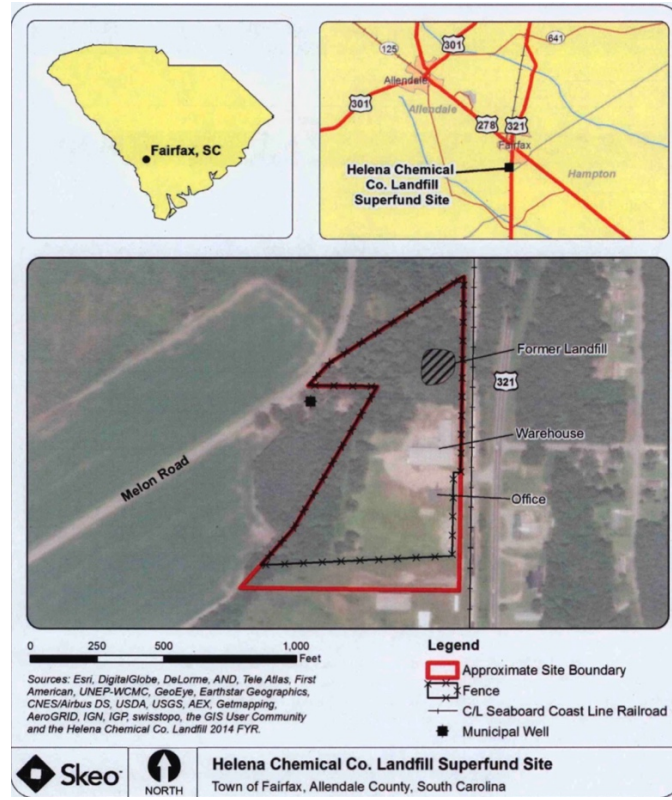 Fairfax, SC
125
301
641
Allendale
301
Allendale
278
321
Fairfax
Helena Chemical
Co. Landfill
Superfund Site
Hampton
Former Landfill
321
Warehouse
Melon Road
Office
0 250 500 1,000
Feet
Sources: Esri, DigitalGlobe, DeLorme, AND, Tele Atlas, First
American, UNEP-WCMC, GeoEye, Earthstar Geographics,
CNES/Airbus DS, USDA, USGS, AEX, Getmapping,
AeroGRID, IGN, IGP, swisstopo, the GIS User Community
and the Helena Chemical Co. Landfill 2014 FYR.
Legend
Approximate Site Boundary
Fence
C/L Seaboard Coast Line Railroad
Municipal Well
Skeo
NORTH
Helena Chemical Co. Landfill Superfund Site
Town of Fairfax, Allendale County, South Carolina